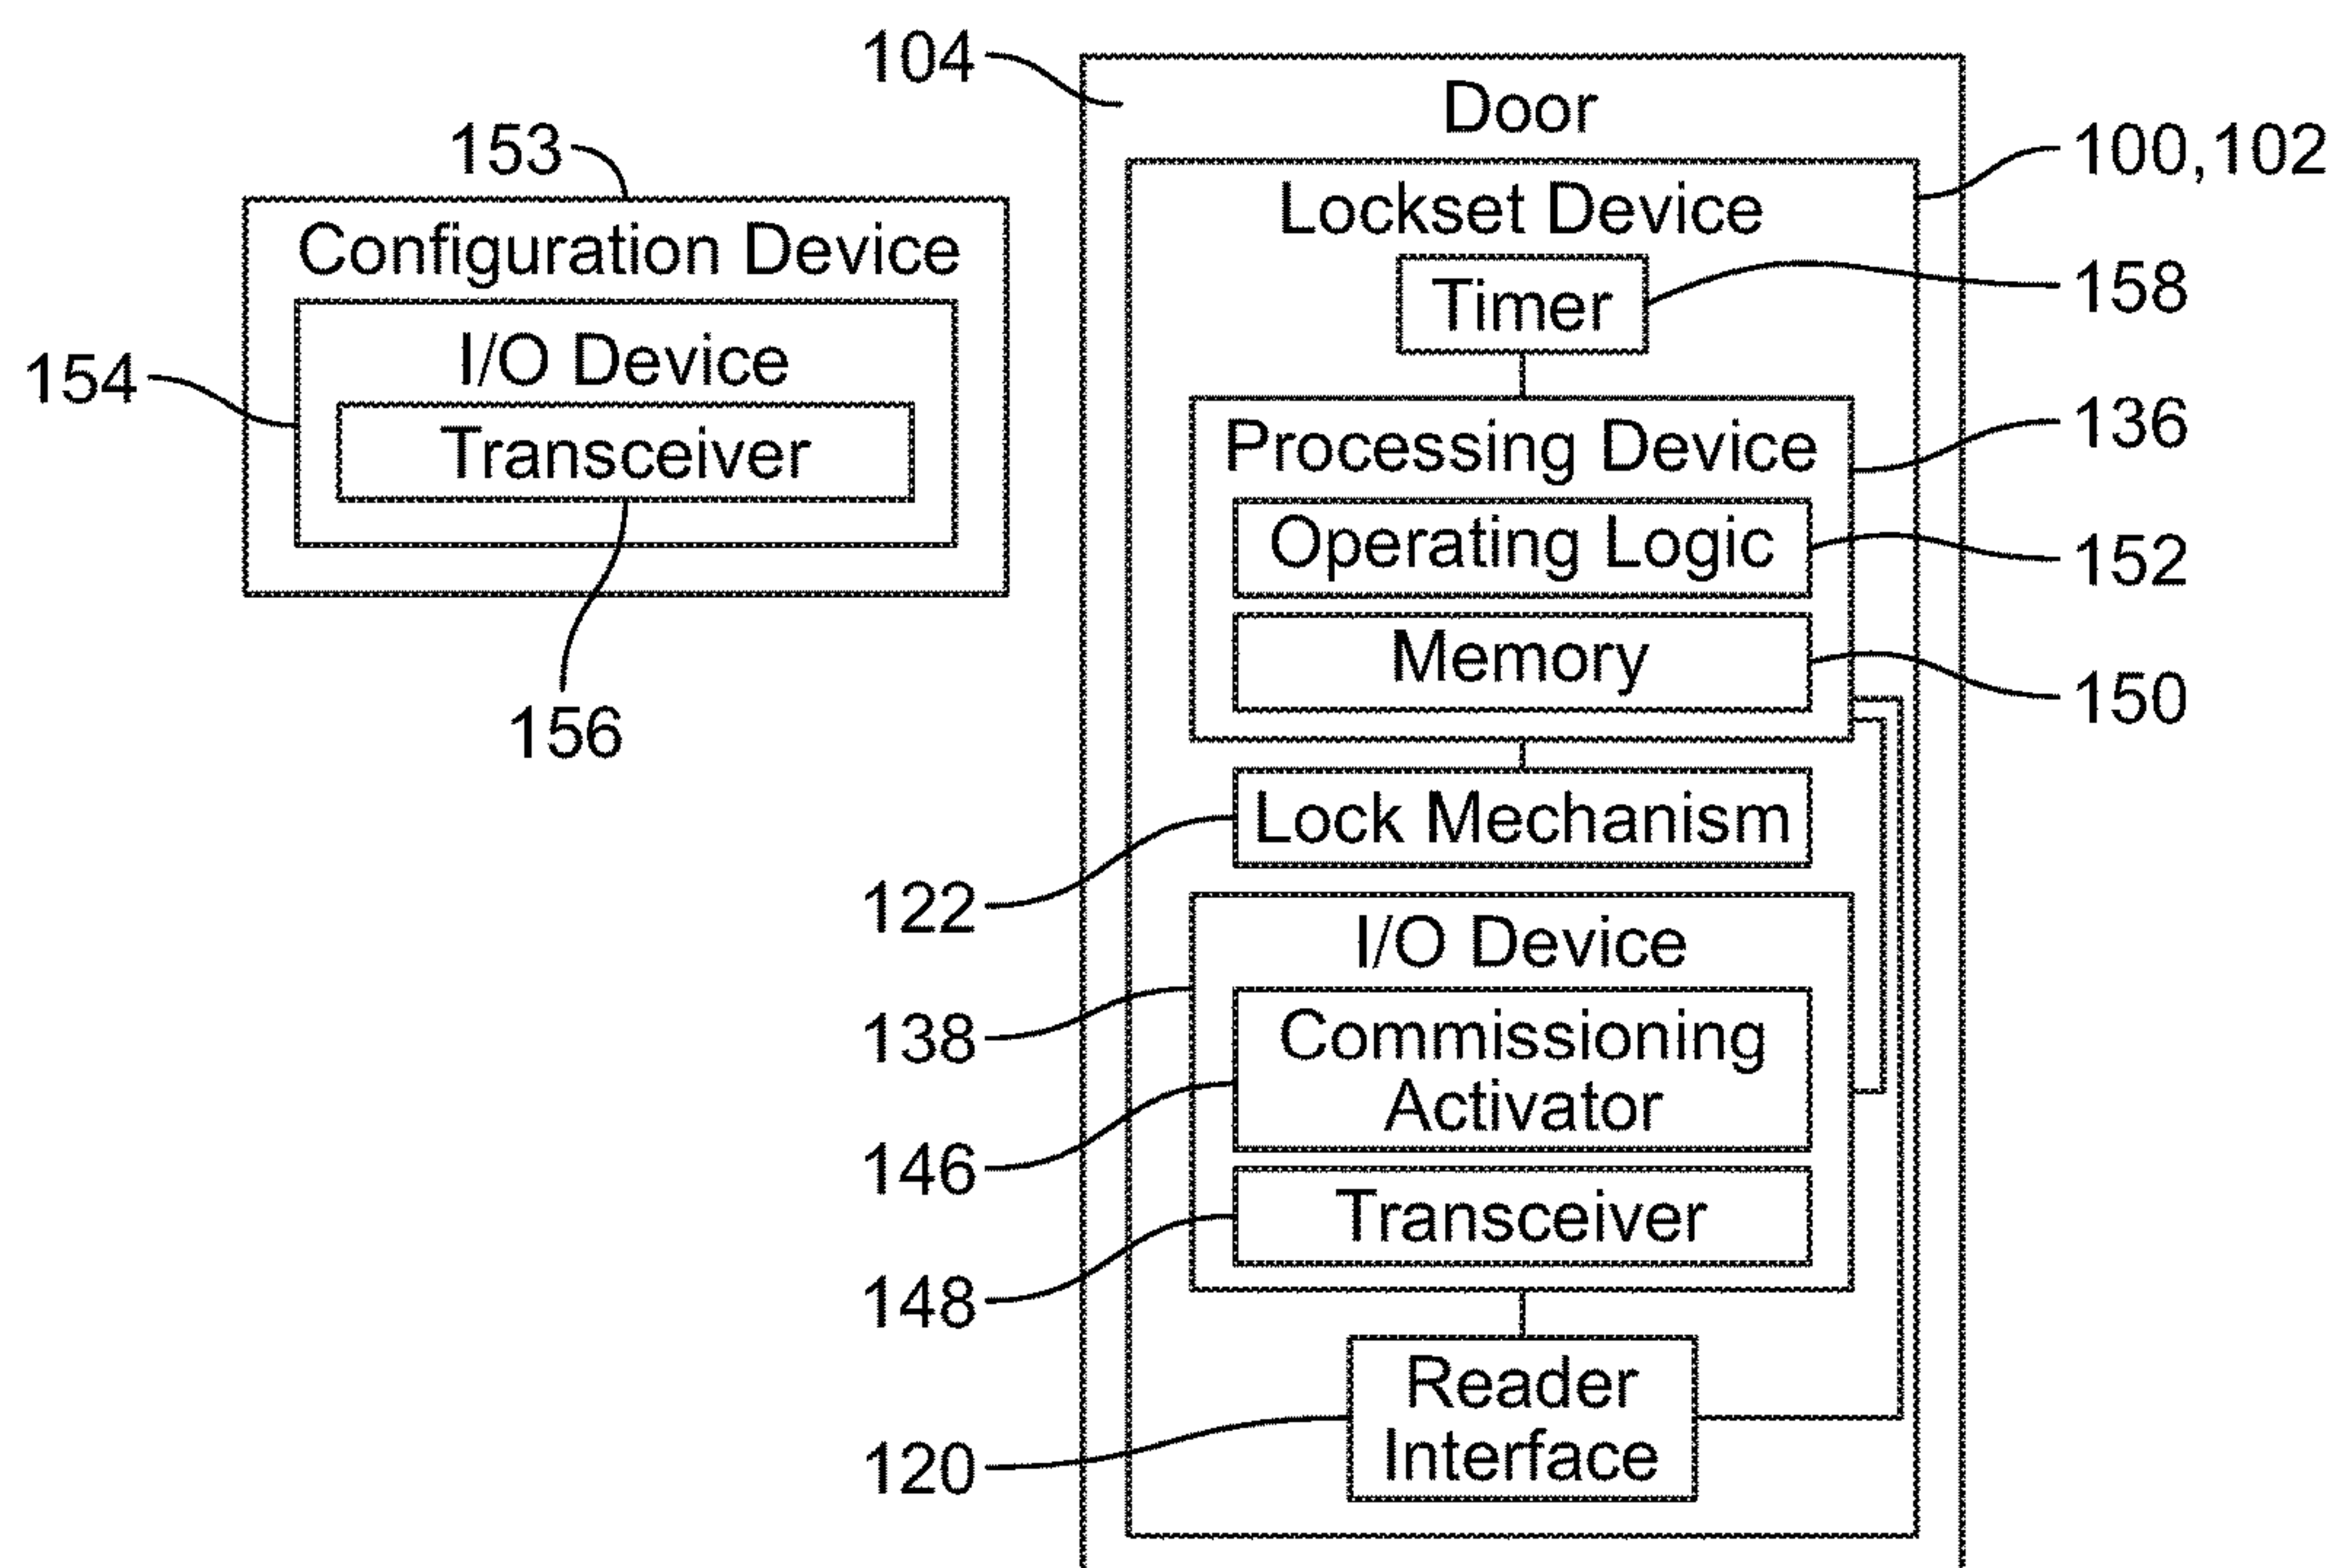 104
Door
153
100,102
Configuration Device
Lockset Device
158
Timer
154
I/O Device
Transceiver
136
Processing Device
152
Operating Logic
156
150
Memory
Lock Mechanism
122
I/O Device
138
Commissioning
Activator
146
Transceiver
148
Reader
Interface
120